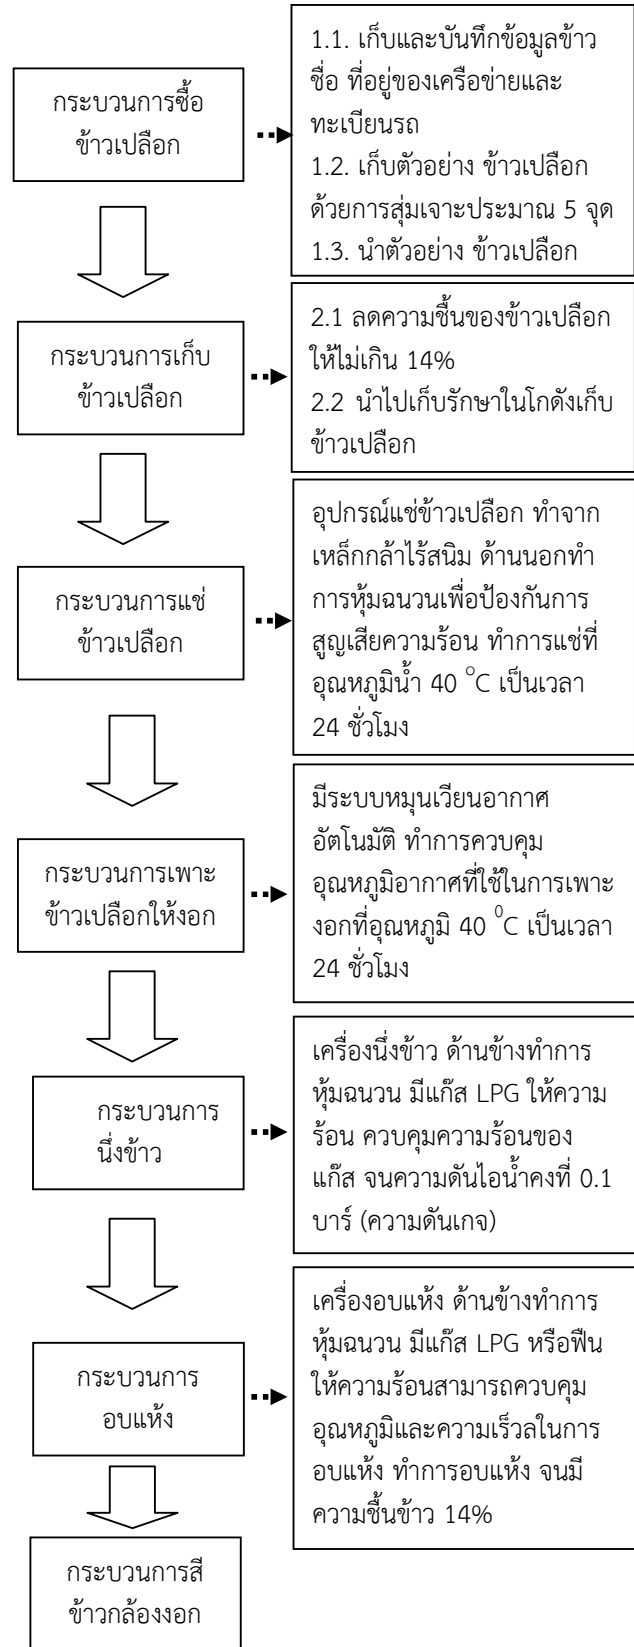 กระบวนการซื้อ
ข้าวเปลือก
1.1. เก็บและบันทึกข้อมูลข้าว
ชื่อ ที่อยู่ของเครือข่ายและ
ทะเบียนรถ
1.2. เก็บตัวอย่าง ข้าวเปลือก
ด้วยการสุ่มเจาะประมาณ 5 จุด
1.3. นำตัวอย่าง ข้าวเปลือก
กระบวนการเก็บ
ข้าวเปลือก
2.1 ลดความชื้นของข้าวเปลือก
ให้ไม่เกิน 14%
2.2 นำไปเก็บรักษาในโกดังเก็บ
ข้าวเปลือก
กระบวนการแช่
ข้าวเปลือก
อุปกรณ์แช่ข้าวเปลือก ทำจาก
เหล็กกล้าไร้สนิม ด้านนอกทำ
การหุ้มฉนวนเพื่อป้องกันการ
สูญเสียความร้อน ทำการแช่ที่
อุณหภูมิน้ำ 40 °C เป็นเวลา
24 ชั่วโมง
กระบวนการเพาะ
ข้าวเปลือกให้งอก
มีระบบหมุนเวียนอากาศ
อัตโนมัติ ทำการควบคุม
อุณหภูมิอากาศที่ใช้ในการเพาะ
งอกที่อุณหภูมิ 40 ⁰C เป็นเวลา
24 ชั่วโมง
กระบวนการ
นึ่งข้าว
เครื่องนึ่งข้าว ด้านข้างทำการ
หุ้มฉนวน มีแก๊ส LPG ให้ความ
ร้อน ควบคุมความร้อนของ
แก๊ส จนความดันไอน้ำคงที่ 0.1
บาร์ (ความดันเกจ)
กระบวนการ
อบแห้ง
เครื่องอบแห้ง ด้านข้างทำการ
หุ้มฉนวน มีแก๊ส LPG หรือฟืน
ให้ความร้อนสามารถควบคุม
อุณหภูมิและความเร็วลในการ
อบแห้ง ทำการอบแห้ง จนมี
ความชื้นข้าว 14%
กระบวนการสี
ข้าวกล้องงอก